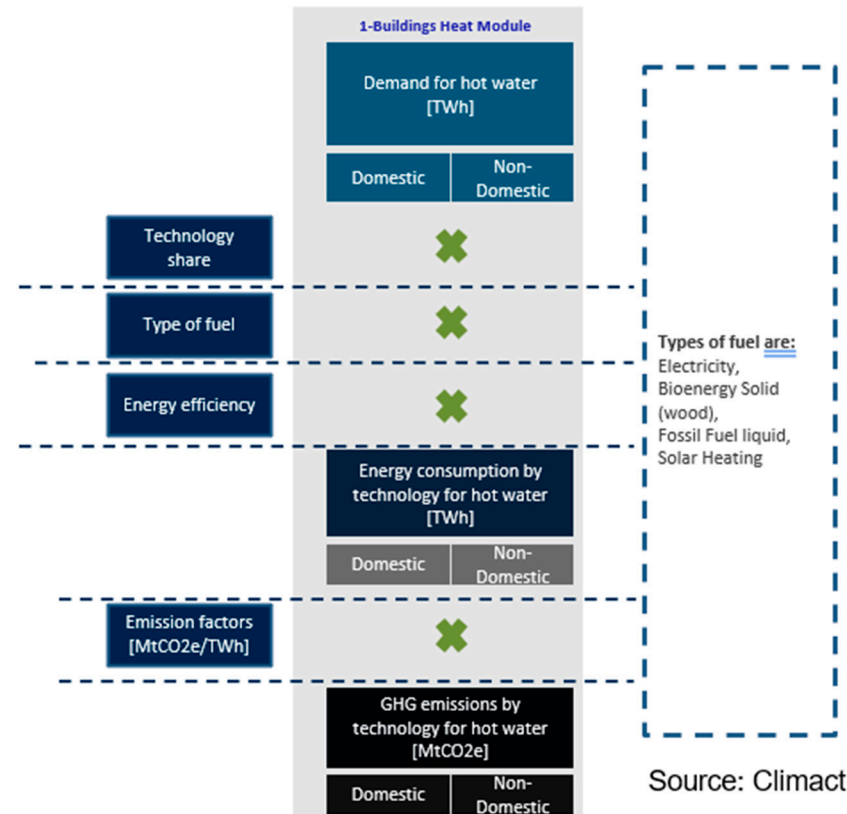 1-Buildings Heat Module
Demand for hot water
[TWh]
Domestic
Non-
Domestic
Technology
share
Type of fuel
Energy efficiency
Energy consumption by
technology for hot water
[TWh]
Domestic
Non-
Domestic
Emission factors
[MtCO2e/TWh]
GHG emissions by
technology for hot water
[MtCO2e]
Domestic
Non-
Domestic
Types of fuel are:
Electricity,
Bioenergy Solid
(wood),
Fossil Fuel liquid,
Solar Heating
Source: Climact